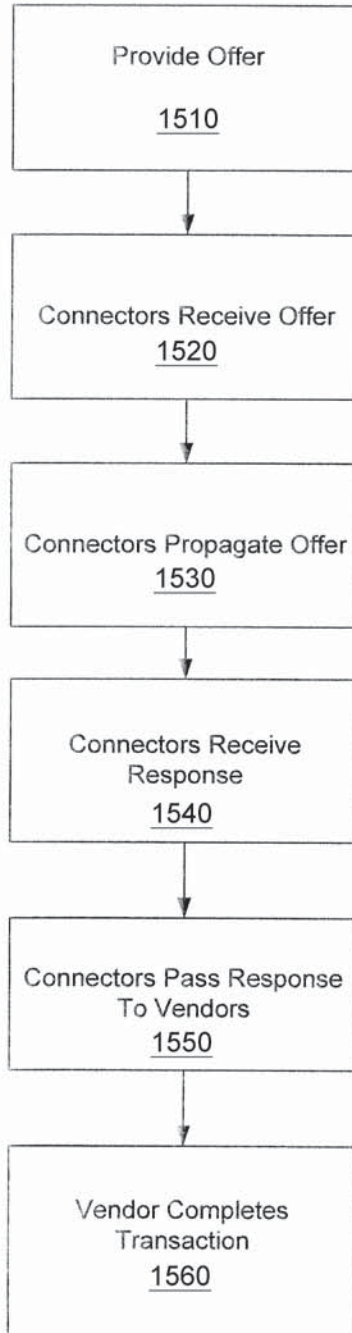 Provide Offer
1510
Connectors Receive Offer
1520
Connectors Propagate Offer
1530
Connectors Receive
Response
1540
Connectors Pass Response
To Vendors
1550
Vendor Completes
Transaction
1560